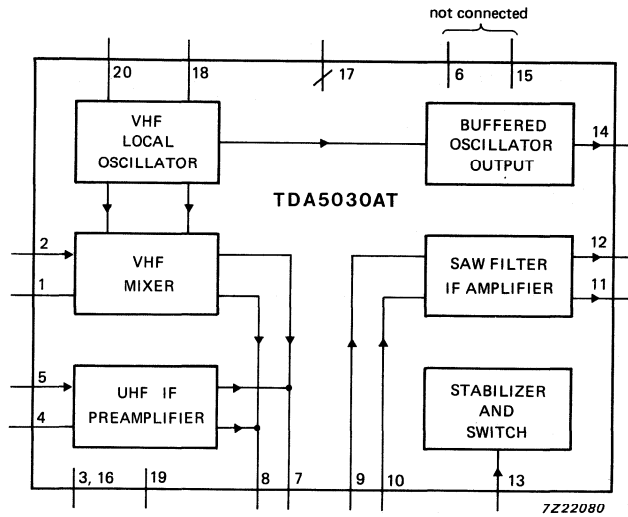 not connected
20
18
17
6
15
VHF
LOCAL
OSCILLATOR
BUFFERED
OSCILLATOR
OUTPUT
14
TDA5030AT
2
1
VHF
MIXER
SAW FILTER
IF AMPLIFIER
12
11
5
4
UHF IF
PREAMPLIFIER
STABILIZER
AND
SWITCH
3, 16
19
8
7
9
10
13
7Z22080